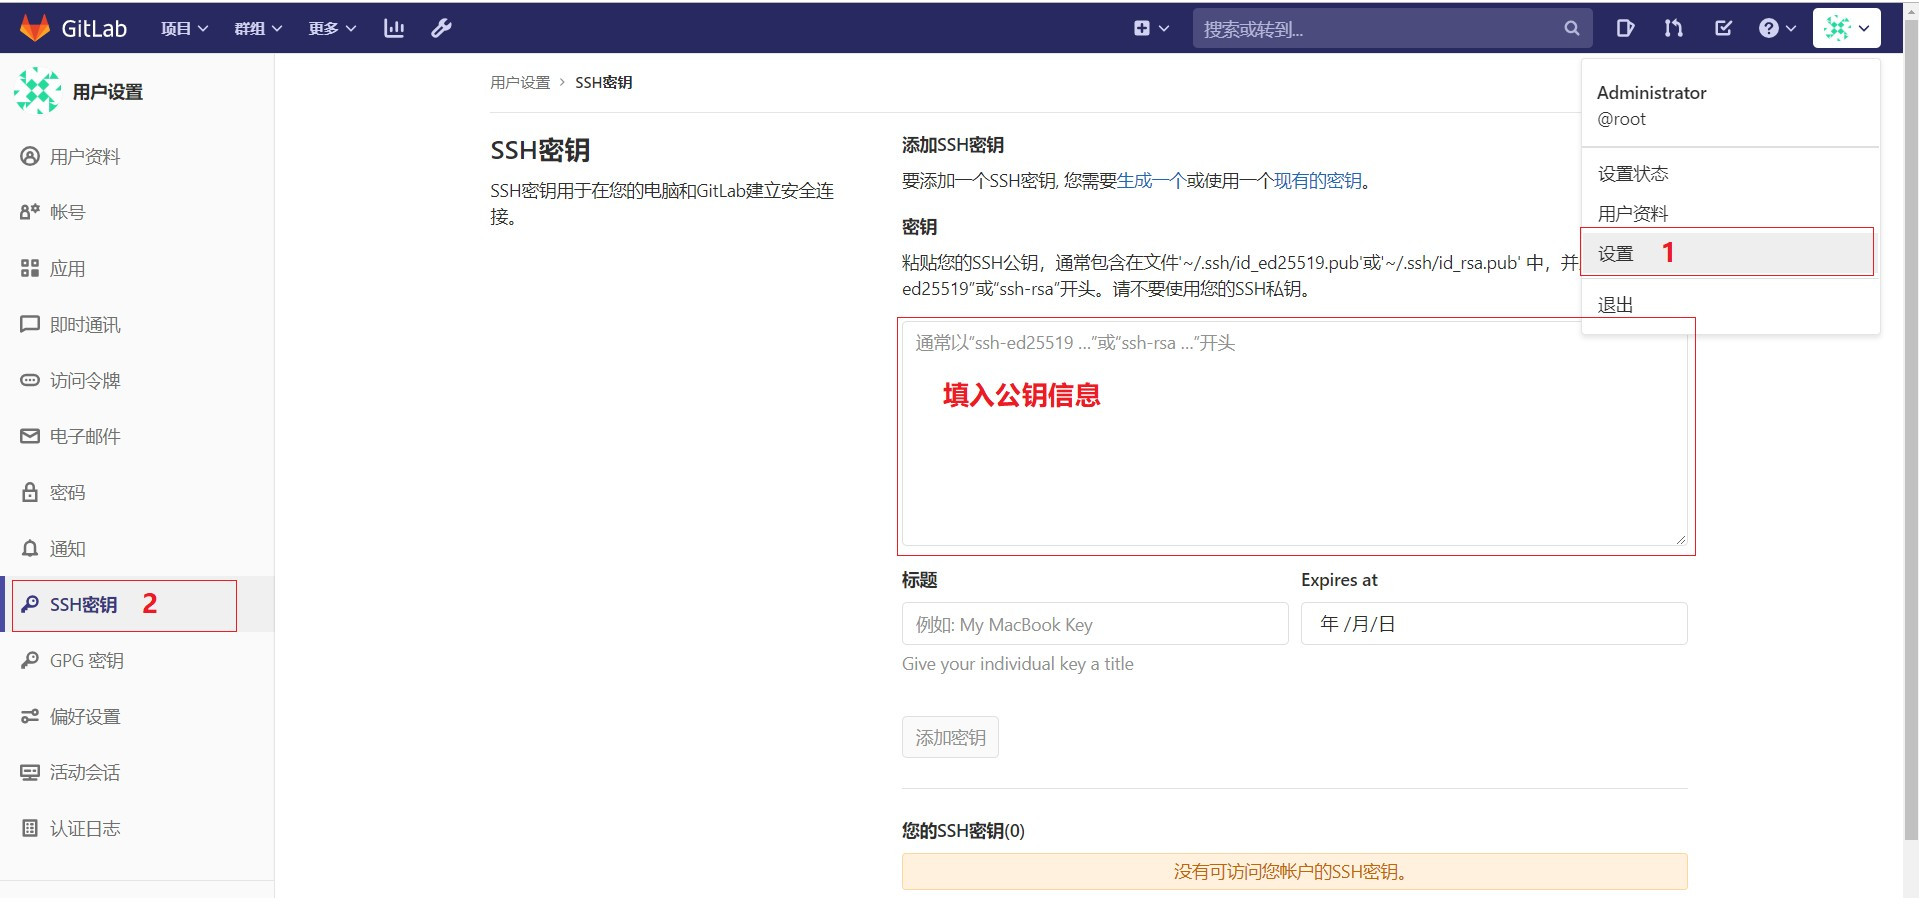 GitLab
项目
群组
更多
搜索或转到...
用户设置
用户资料
帐号
应用
即时通讯
访问令牌
电子邮件
密码
通知
SSH密钥 2
GPG 密钥
偏好设置
活动会话
认证日志
用户设置 › SSH密钥
SSH密钥
SSH密钥用于在您的电脑和GitLab建立安全连
接。
添加SSH密钥
要添加一个SSH密钥, 您需要生成一个或使用一个现有的密钥。
密钥
粘贴您的SSH公钥，通常包含在文件'~/.ssh/id_ed25519.pub'或'~/.ssh/id_rsa.pub' 中，并
ed25519”或“ssh-rsa”开头。请不要使用您的SSH私钥。
通常以“ssh-ed25519 ...”或“ssh-rsa ...”开头
填入公钥信息
标题
Expires at
例如: My MacBook Key
年 /月/日
Give your individual key a title
添加密钥
您的SSH密钥(0)
没有可访问您帐户的SSH密钥。
Administrator
@root
设置状态
用户资料
设置 1
退出